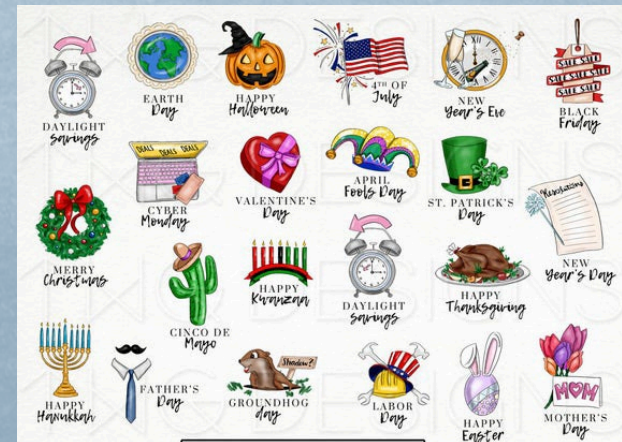 DAYLIGHT
Savings
EARTH
Day
HAPPY
Halloween
4TH OF
July
NEW
Year's Eve
SALE SALE
SALE SALE SALE
SALE SALE
BLACK
Friday
DEALS DEALS DEALS
CYBER
Monday
VALENTINE'S
Day
APRIL
Fools Day
ST. PATRICK'S
Day
Resolutions
NEW
Year's Day
MERRY
Christmas
CINCO DE
Mayo
HAPPY
Kwanzaa
DAYLIGHT
Savings
HAPPY
Thanksgiving
HAPPY
Hanukkah
FATHER'S
Day
Shadow?
GROUNDHOG
day
LABOR
Day
HAPPY
Easter
MOM
MOTHER'S
Day